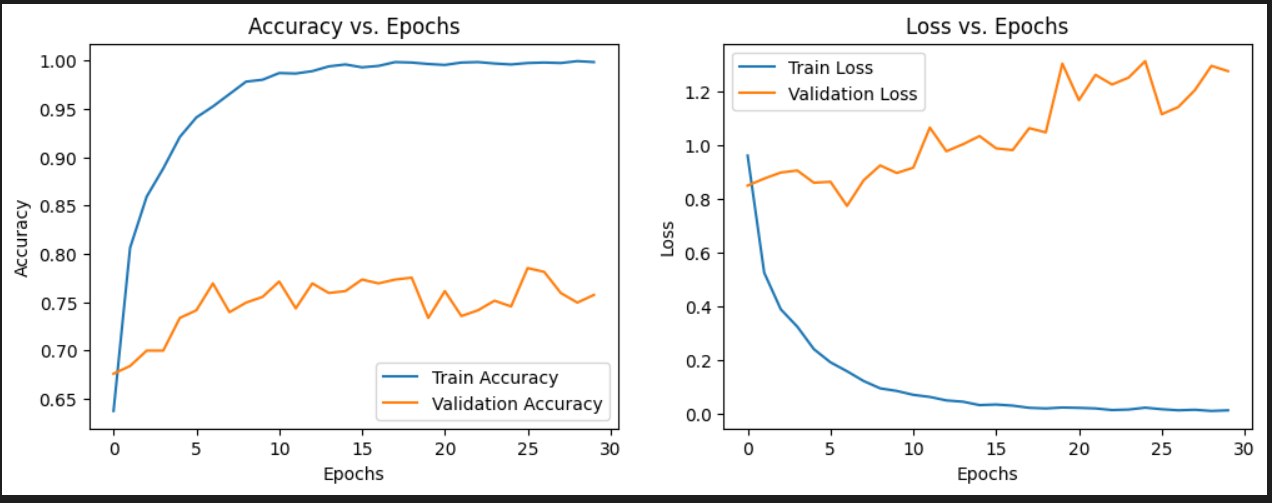 Accuracy vs. Epochs
1.00
0.95
0.90
0.85
0.80
0.75
0.70
0.65
Accuracy
Train Accuracy
Validation Accuracy
0 5 10 15 20 25 30
Epochs
Loss vs. Epochs
Train Loss
Validation Loss
1.2
1.0
0.8
0.6
0.4
0.2
0.0
Loss
0 5 10 15 20 25 30
Epochs